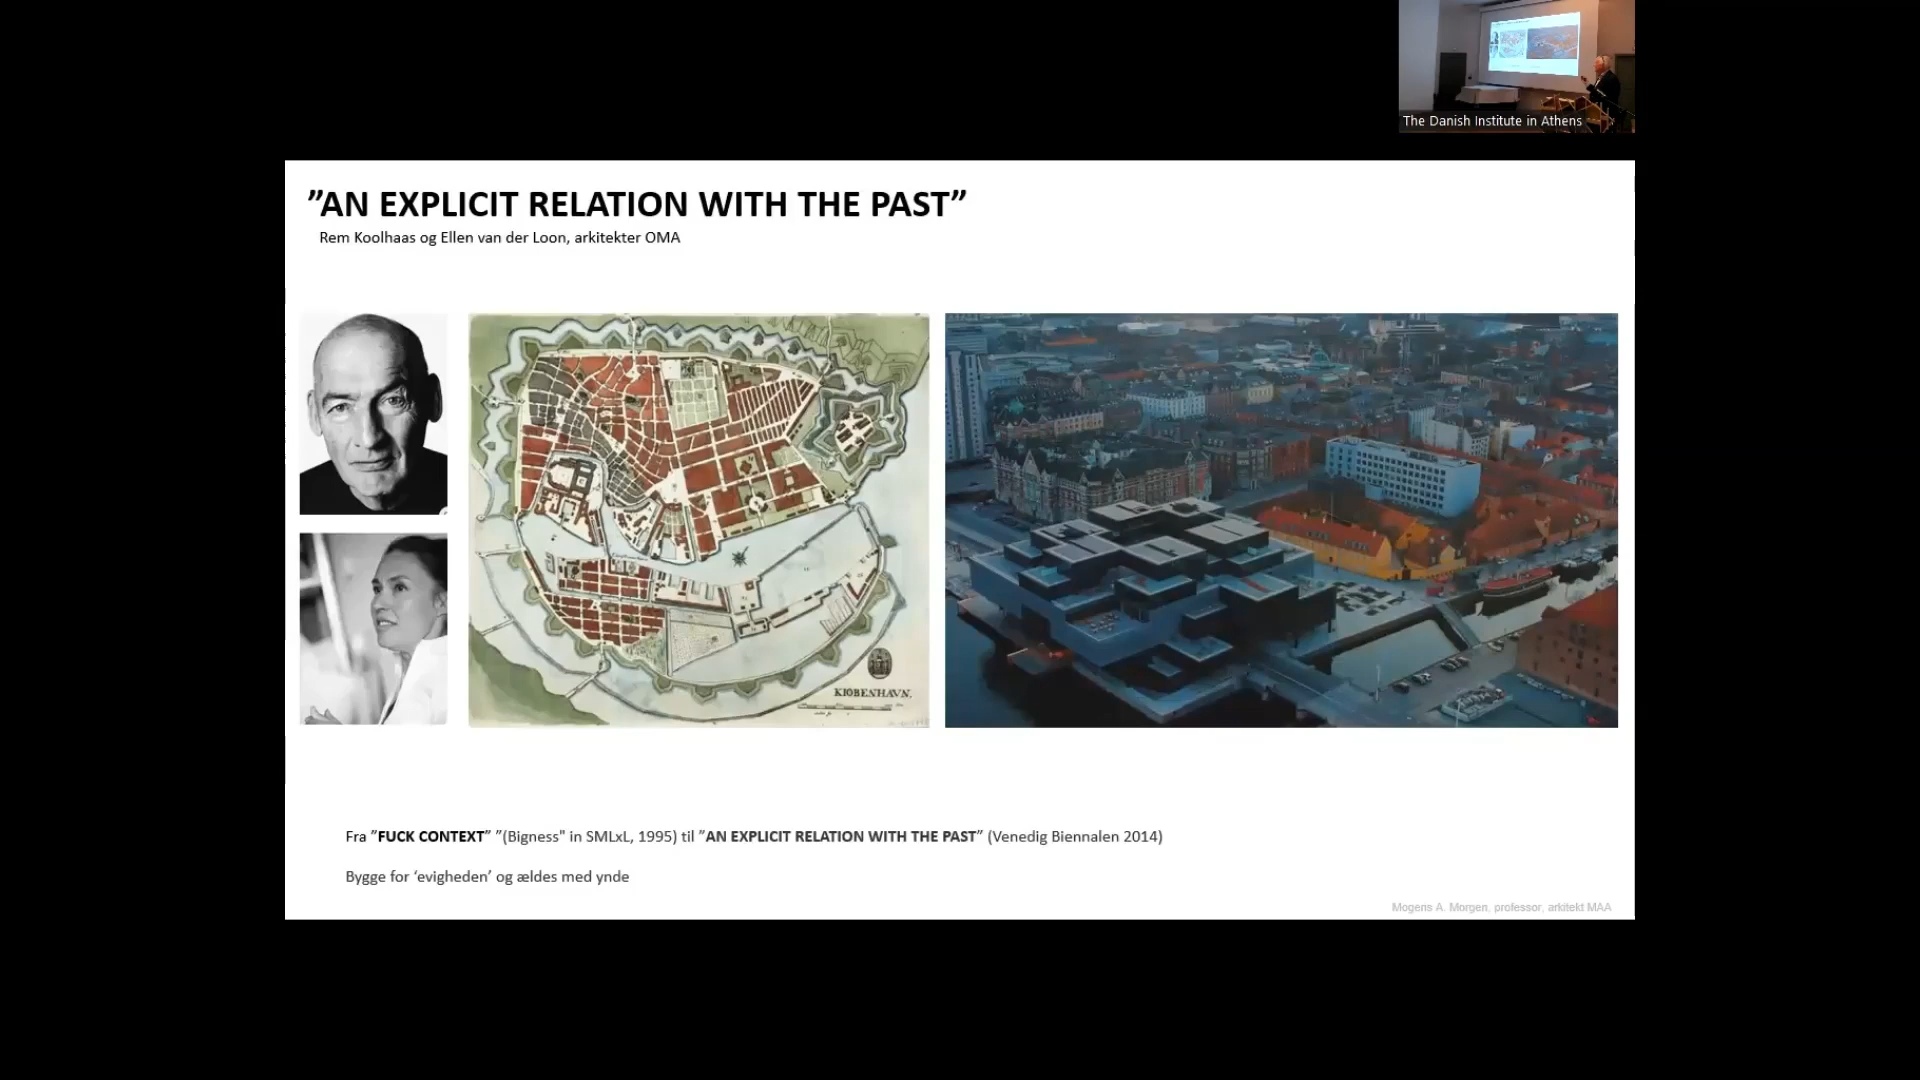 The Danish Institute in Athens
”AN EXPLICIT RELATION WITH THE PAST”
Rem Koolhaas og Ellen van der Loon, arkitekter OMA
KIØBENHAVN.
Fra ”FUCK CONTEXT” ”(Bigness" in SMLxL, 1995) til ”AN EXPLICIT RELATION WITH THE PAST” (Venedig Biennalen 2014)
Bygge for ‘evigheden’ og ældes med ynde
Mogens A. Morgen, professor, arkitekt MAA